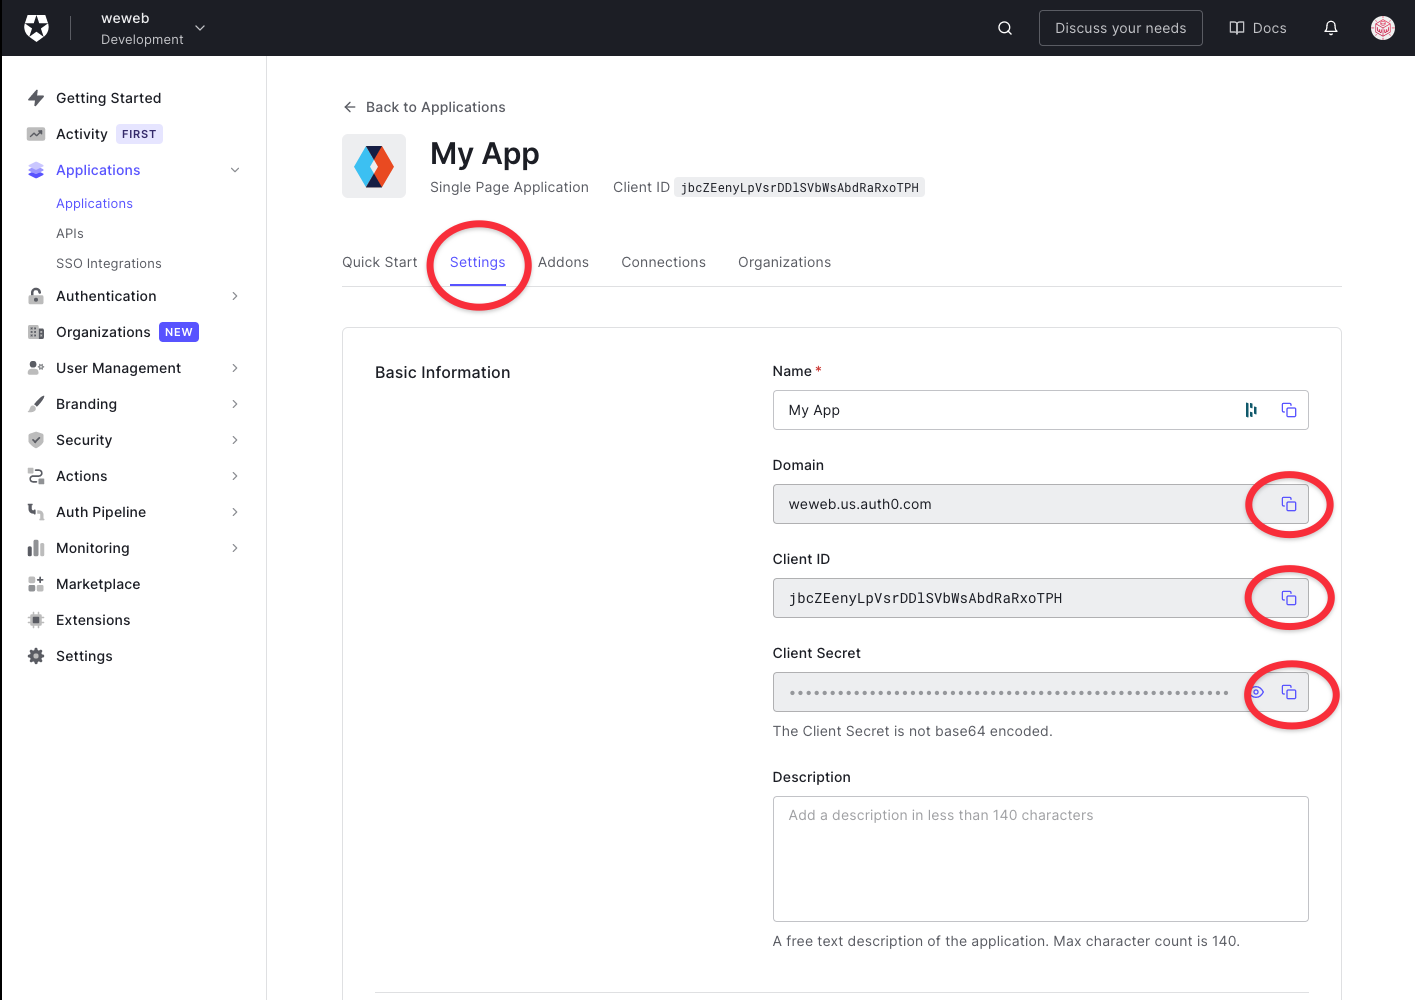 weweb
Development
Discuss your needs
Docs
Getting Started
Activity FIRST
Applications
Applications
APIs
SSO Integrations
Authentication
Organizations NEW
User Management
Branding
Security
Actions
Auth Pipeline
Monitoring
Marketplace
Extensions
Settings
Back to Applications
My App
Single Page Application Client ID jbcZEenyLpVsrDDlSVbWsAbdRaRxoTPH
Quick Start Settings Addons Connections Organizations
Basic Information
Name *
My App
Domain
weweb.us.auth0.com
Client ID
jbcZEenyLpVsrDDlSVbWsAbdRaRxoTPH
Client Secret
The Client Secret is not base64 encoded.
Description
Add a description in less than 140 characters
A free text description of the application. Max character count is 140.